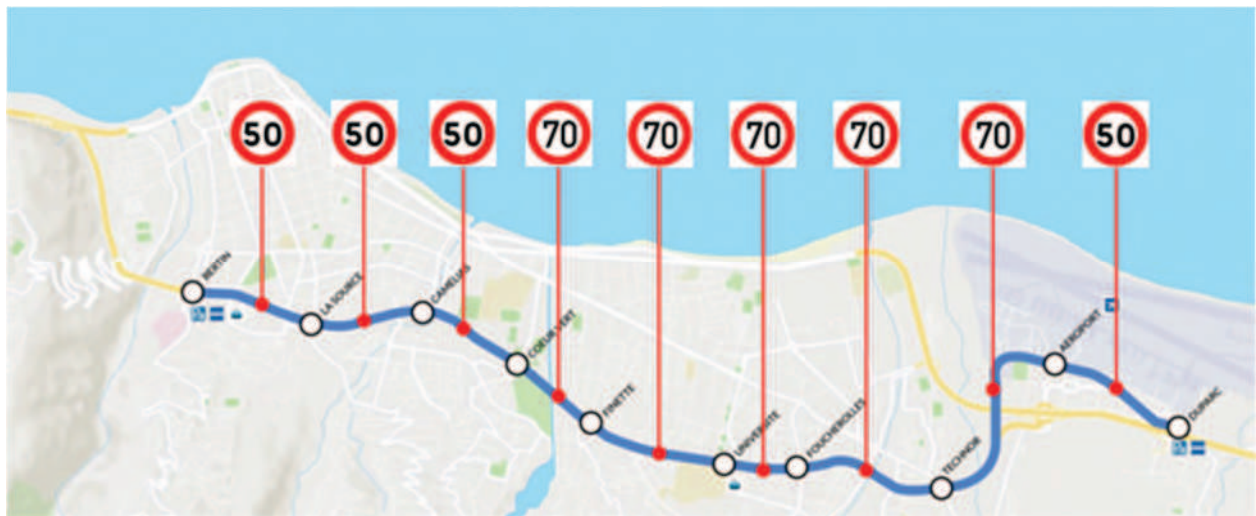 50
50
50
70
70
70
70
70
50
BERTIN
LA SOURCE
CAMELIAS
COEUR VERT
FINETTE
UNIVERSITE
FOUCHEROLLES
TECHNOR
AEROPORT
DUPARC